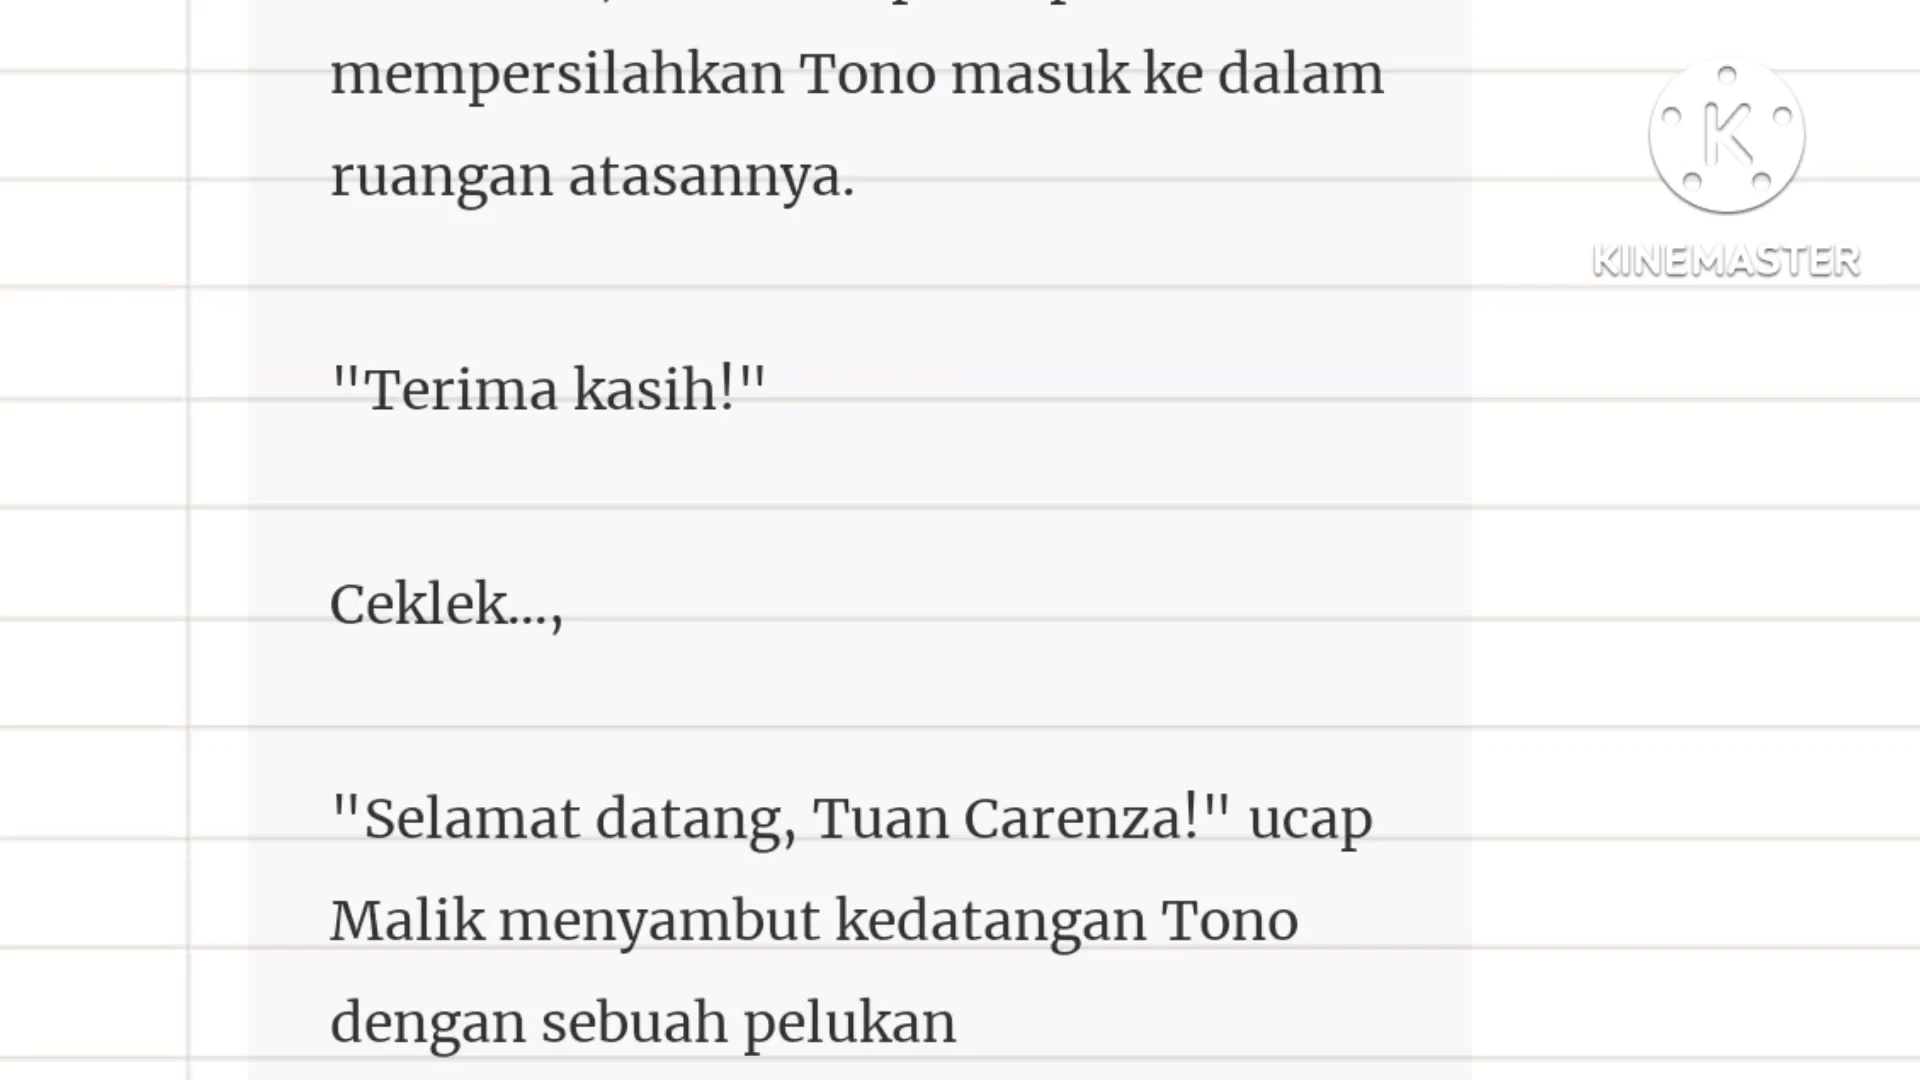 mempersilahkan Tono masuk ke dalam
ruangan atasannya.
"Terima kasih!"
Ceklek...,
"Selamat datang, Tuan Carenza!" ucap
Malik menyambut kedatangan Tono
dengan sebuah pelukan
K
KINEMASTER